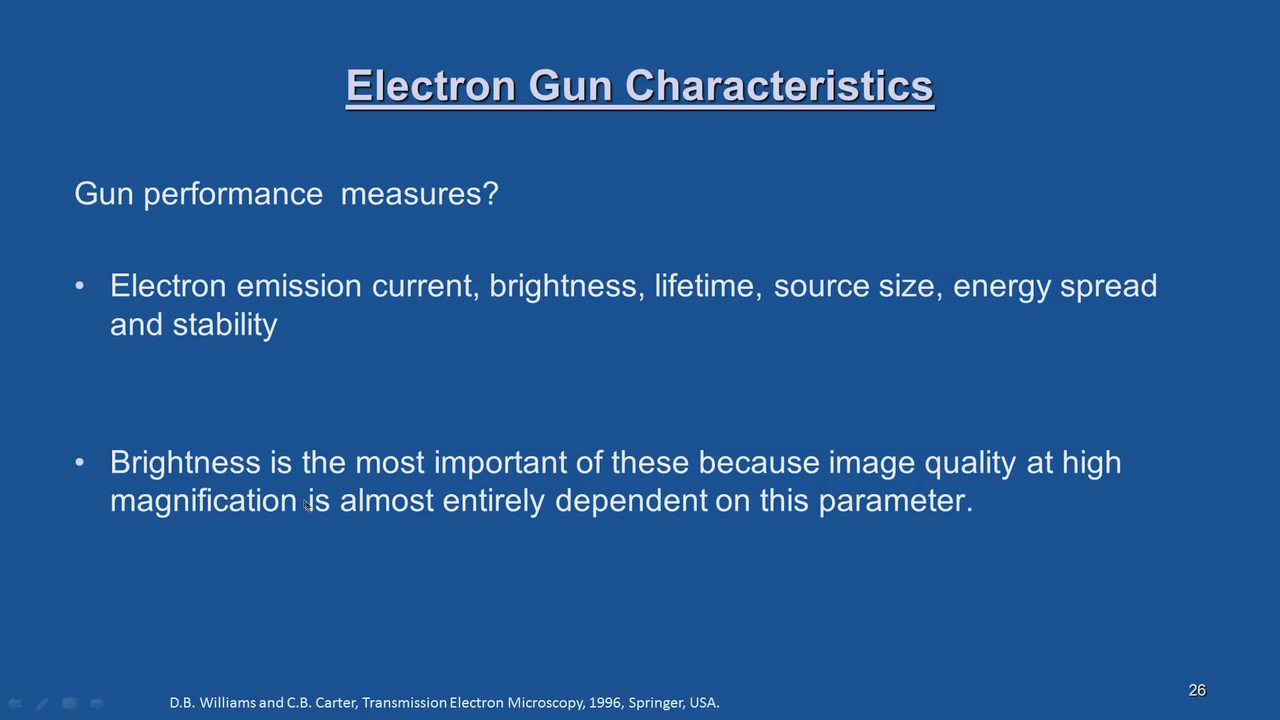 Electron Gun Characteristics
Gun performance  measures?
• Electron emission current, brightness, lifetime, source size, energy spread
and stability
• Brightness is the most important of these because image quality at high
magnification is almost entirely dependent on this parameter.
26
D.B. Williams and C.B. Carter, Transmission Electron Microscopy, 1996, Springer, USA.